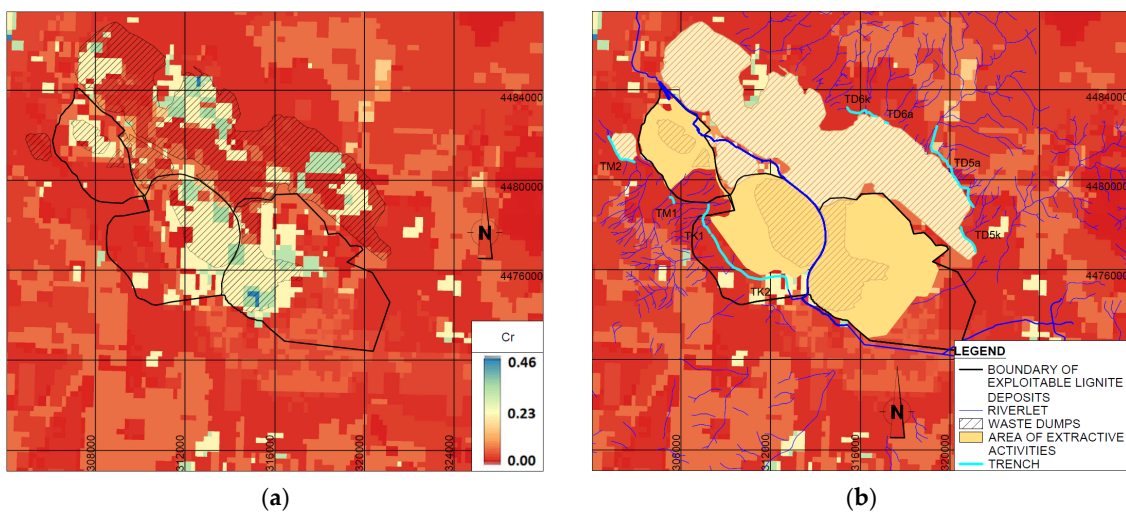 4484000
4480000
4476000
N
Cr
0.46
0.23
0.00
308000
312000
316000
320000
324000
(a)
TD6k
TD6a
TD5a
TM2
TM1
TK1
TD5k
TK2
4484000
4480000
4476000
N
308000
312000
316000
320000
LEGEND
BOUNDARY OF
EXPLOITABLE LIGNITE
DEPOSITS
RIVERLET
WASTE DUMPS
AREA OF EXTRACTIVE
ACTIVITIES
TRENCH
(b)